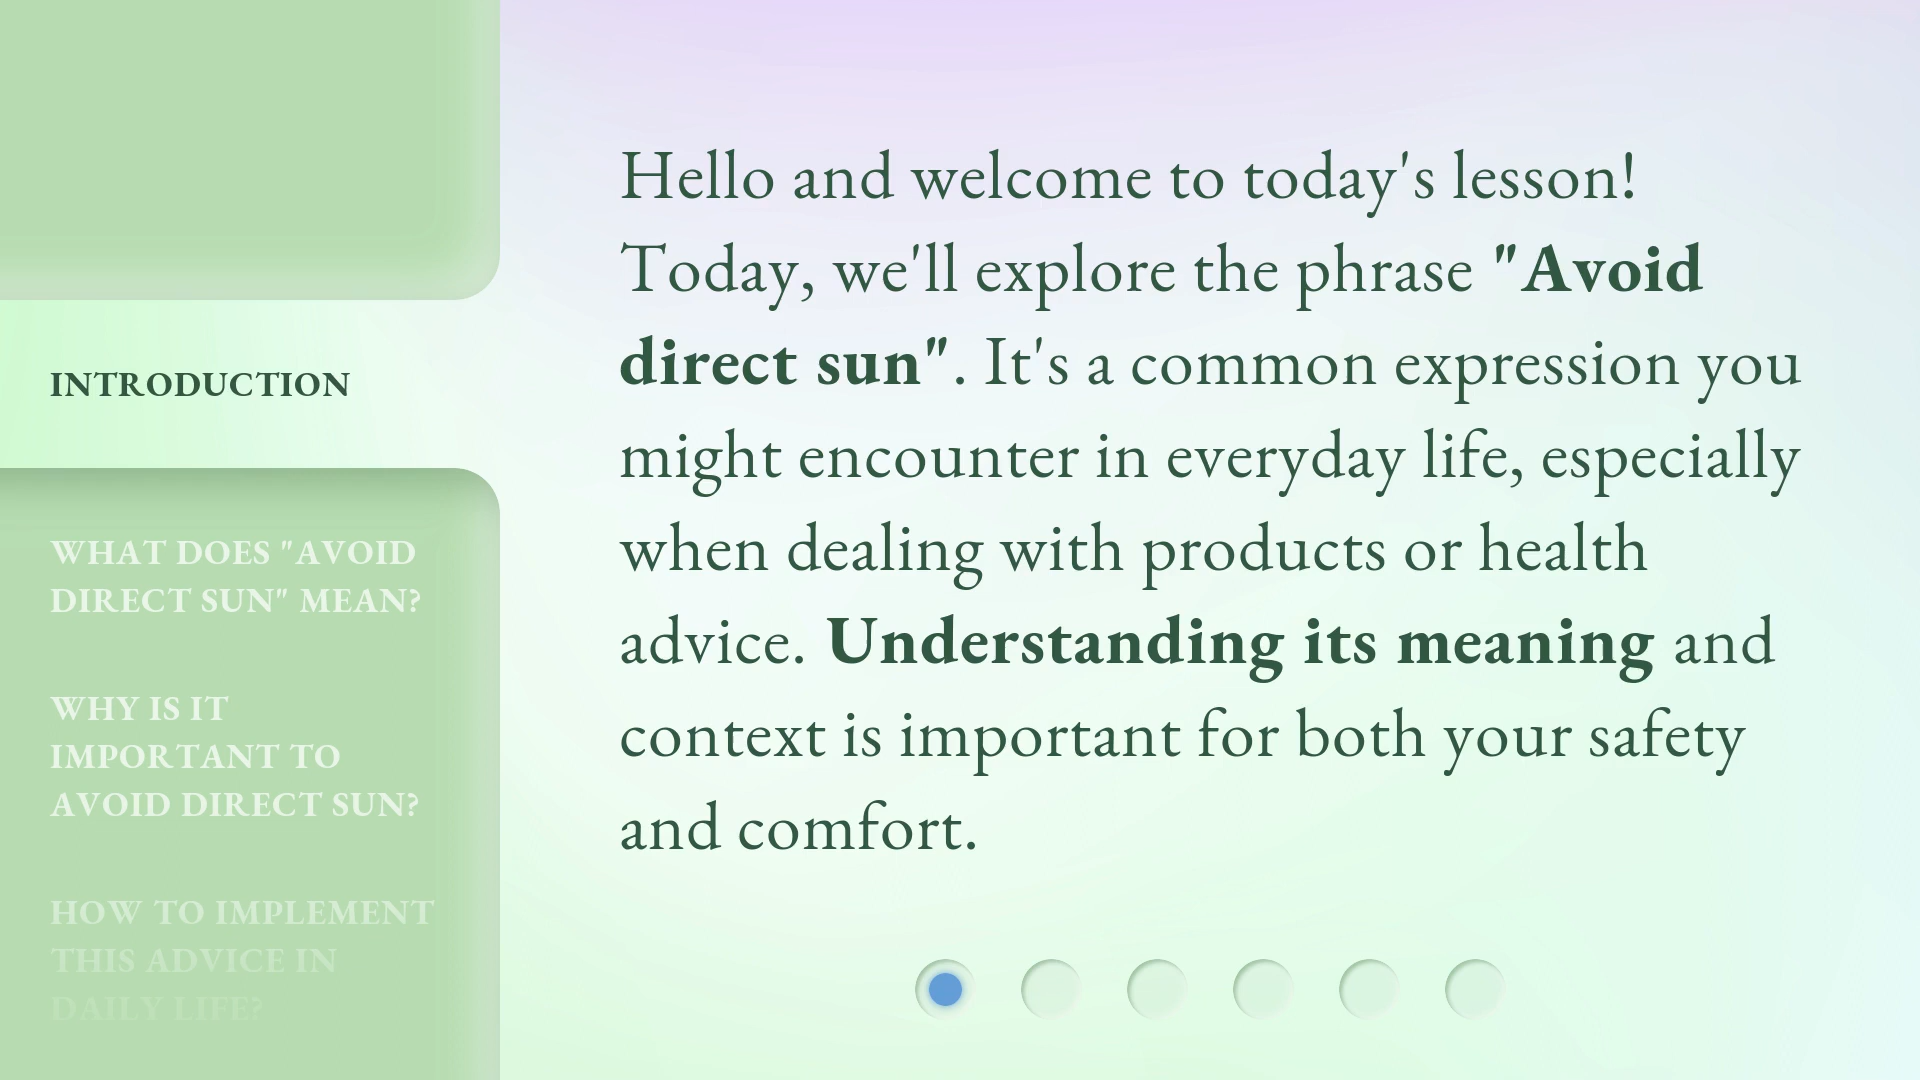 INTRODUCTION
WHAT DOES "AVOID
DIRECT SUN" MEAN?
WHY IS IT
IMPORTANT TO
AVOID DIRECT SUN?
HOW TO IMPLEMENT
THIS ADVICE IN
DAILY LIFE?
Hello and welcome to today's lesson!
Today, we'll explore the phrase "Avoid
direct sun". It's a common expression you
might encounter in everyday life, especially
when dealing with products or health
advice. Understanding its meaning and
context is important for both your safety
and comfort.